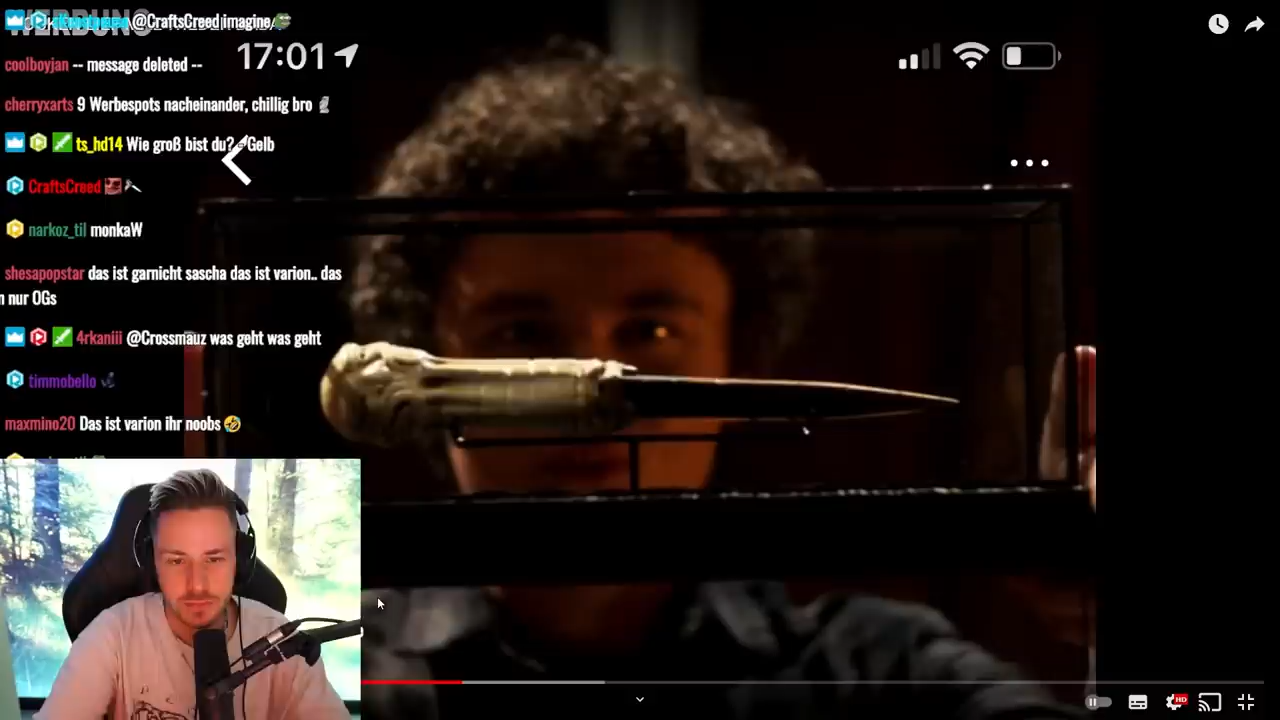 WERBUNG
@CraftsCreed imagine
17:01
coolboyjan -- message deleted --
cherryxarts 9 Werbespots nacheinander, chillig bro
ts_hd14 Wie groß bist du? - Gelb
CraftsCreed
narkoz_til monkaW
shesapopstar das ist garnicht sascha das ist varion.. das
nur OGs
4rkaniii @Crossmauz was geht was geht
timmobello
maxmino20 Das ist varion ihr noobs
HD